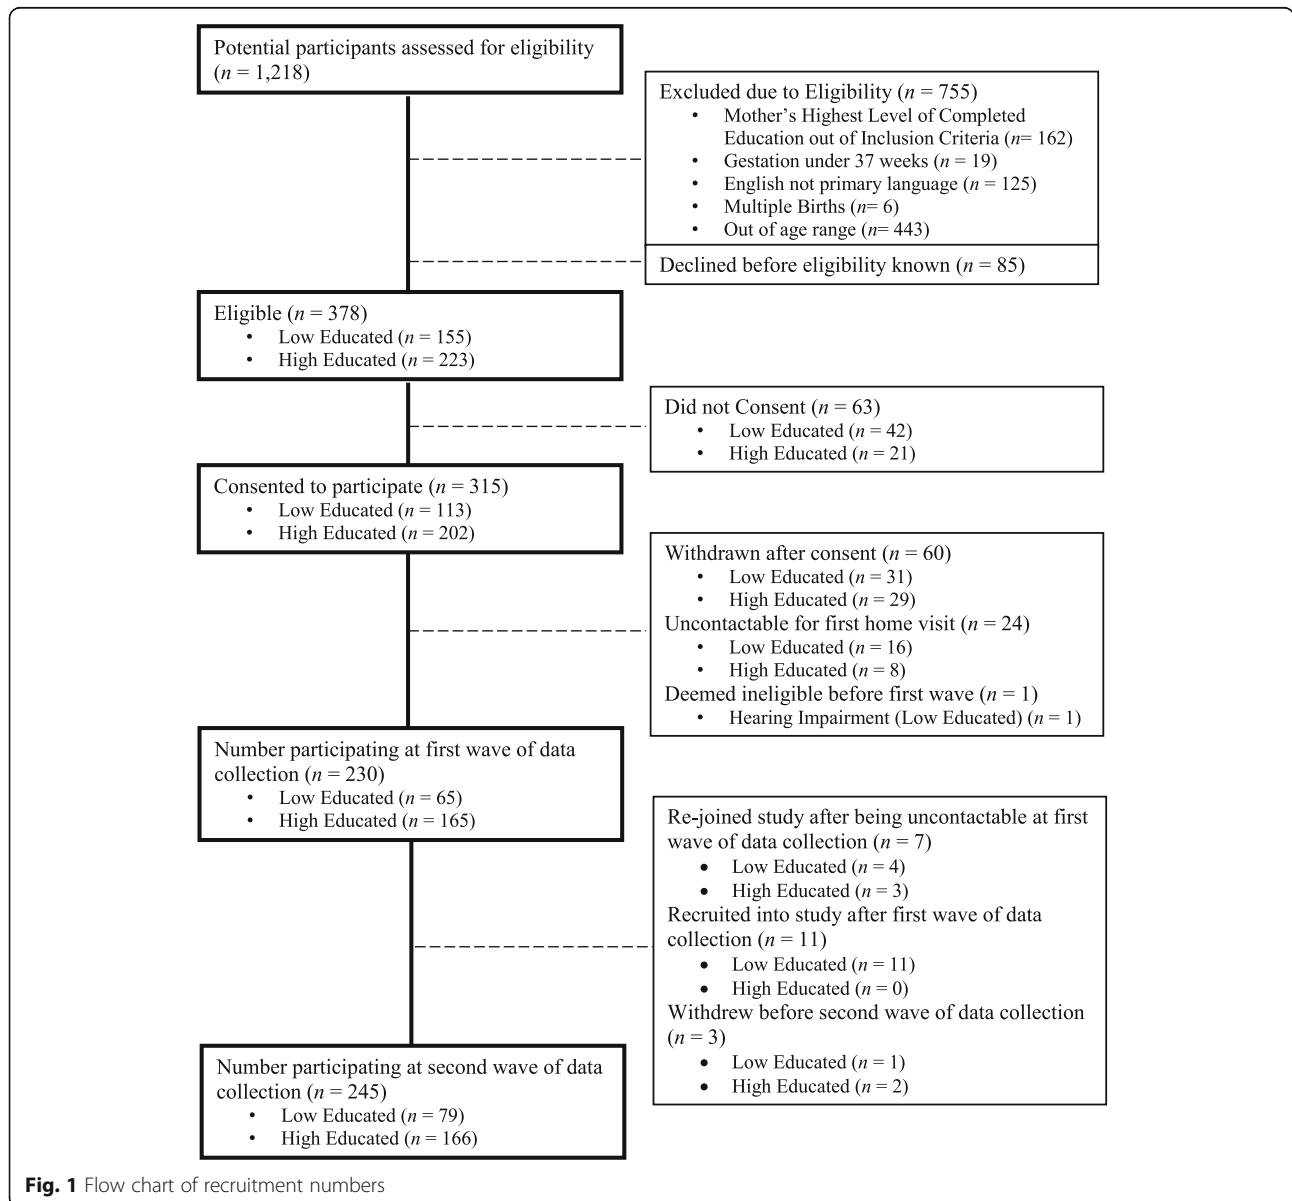 Potential participants assessed for eligibility
(n = 1,218)
Excluded due to Eligibility (n = 755)
• Mother's Highest Level of Completed
Education out of Inclusion Criteria (n= 162)
• Gestation under 37 weeks (n = 19)
• English not primary language (n = 125)
• Multiple Births (n= 6)
• Out of age range (n= 443)
Declined before eligibility known (n = 85)
Eligible (n = 378)
• Low Educated (n = 155)
• High Educated (n = 223)
Did not Consent (n = 63)
• Low Educated (n = 42)
• High Educated (n = 21)
Consented to participate (n = 315)
• Low Educated (n = 113)
• High Educated (n = 202)
Withdrawn after consent (n = 60)
• Low Educated (n = 31)
• High Educated (n = 29)
Uncontactable for first home visit (n = 24)
• Low Educated (n = 16)
• High Educated (n = 8)
Deemed ineligible before first wave (n = 1)
• Hearing Impairment (Low Educated) (n = 1)
Number participating at first wave of data
collection (n = 230)
• Low Educated (n = 65)
• High Educated (n = 165)
Re-joined study after being uncontactable at first
wave of data collection (n = 7)
• Low Educated (n = 4)
• High Educated (n = 3)
Recruited into study after first wave of data
collection (n = 11)
• Low Educated (n = 11)
• High Educated (n = 0)
Withdrew before second wave of data collection
(n = 3)
• Low Educated (n = 1)
• High Educated (n = 2)
Number participating at second wave of data
collection (n = 245)
• Low Educated (n = 79)
• High Educated (n = 166)
Fig. 1 Flow chart of recruitment numbers